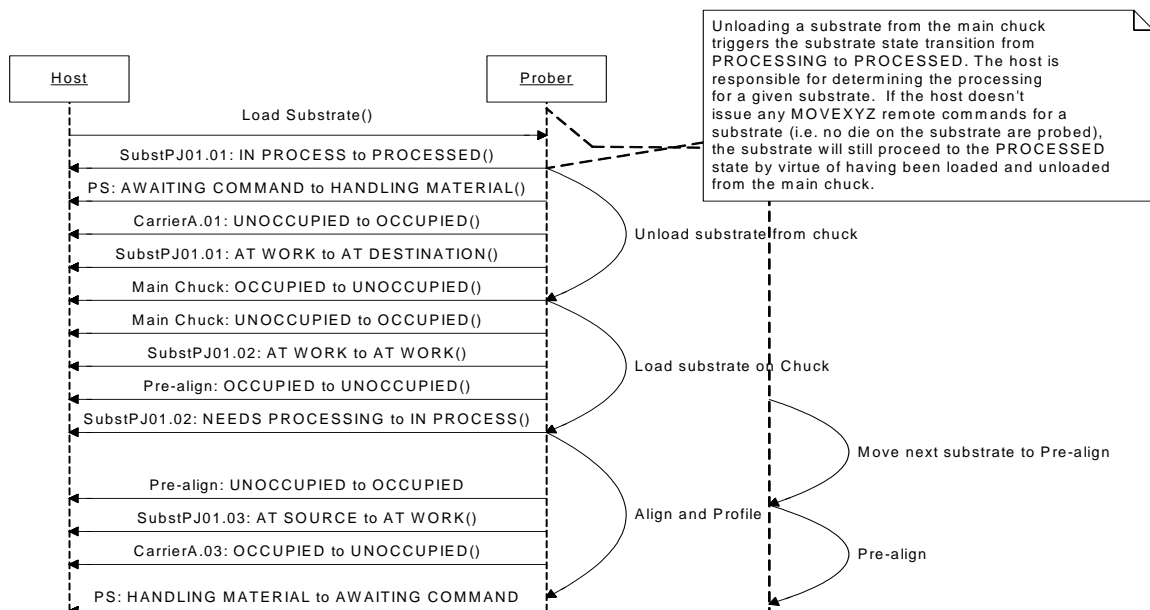 Unloading a substrate from the main chuck
triggers the substrate state transition from
PROCESSING to PROCESSED. The host is
responsible for determining the processing
for a given substrate.  If the host doesn't
issue any MOVEXYZ remote commands for a
substrate (i.e. no die on the substrate are probed),
the substrate will still proceed to the PROCESSED
state by virtue of having been loaded and unloaded
from the main chuck.
Host
Prober
Load Substrate()
SubstPJ01.01: IN PROCESS to PROCESSED()
PS: AWAITING COMMAND to HANDLING MATERIAL()
CarrierA.01: UNOCCUPIED to OCCUPIED()
Unload substrate from chuck
SubstPJ01.01: AT WORK to AT DESTINATION()
Main Chuck: OCCUPIED to UNOCCUPIED()
Main Chuck: UNOCCUPIED to OCCUPIED()
SubstPJ01.02: AT WORK to AT WORK()
Load substrate on Chuck
Pre-align: OCCUPIED to UNOCCUPIED()
SubstPJ01.02: NEEDS PROCESSING to IN PROCESS()
Move next substrate to Pre-align
Pre-align: UNOCCUPIED to OCCUPIED
SubstPJ01.03: AT SOURCE to AT WORK()
Align and Profile
CarrierA.03: OCCUPIED to UNOCCUPIED()
Pre-align
PS: HANDLING MATERIAL to AWAITING COMMAND